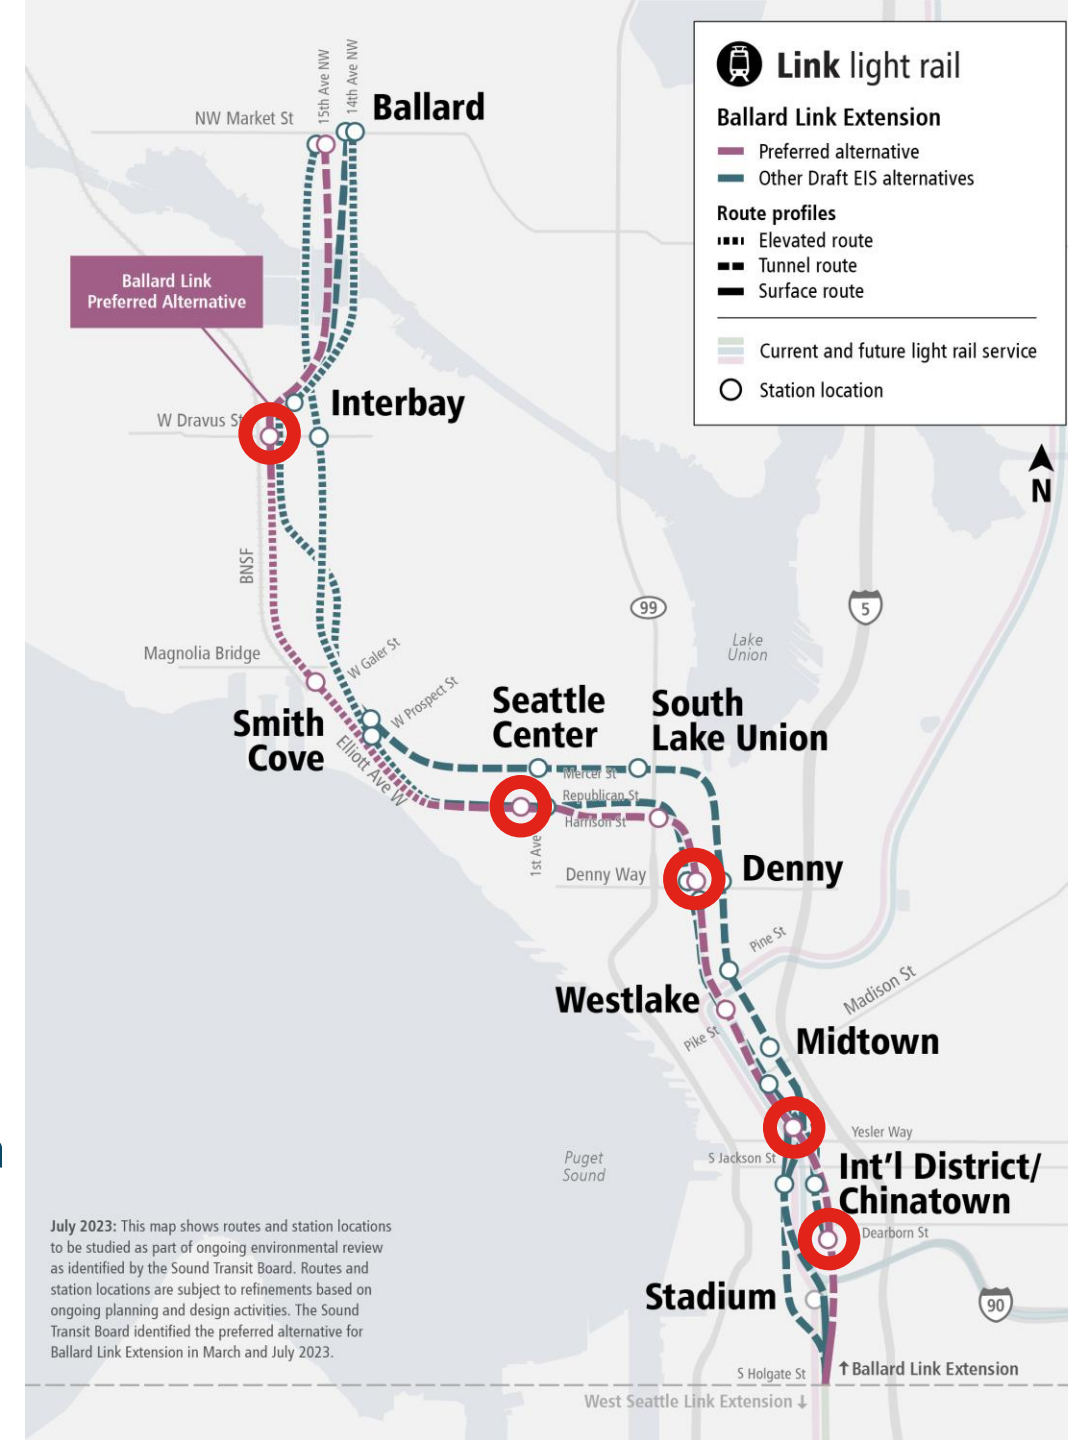 Link light rail
Ballard Link Extension
Preferred alternative
Other Draft EIS alternatives
Route profiles
Elevated route
Tunnel route
Surface route
Current and future light rail service
Station location
N
15th Ave NW
14th Ave NW
Ballard
NW Market St
Ballard Link
Preferred Alternative
Interbay
W Dravus St
BNSF
99
5
Lake
Union
Magnolia Bridge
W Galer St
W Prospect St
Smith
Cove
Elliott Ave W
Seattle
Center
South
Lake Union
Mercer St
Republican St
Harrison St
1st Ave
Denny Way
Denny
Pine St
Westlake
Madison St
Pike St
Midtown
Yesler Way
Puget
Sound
S Jackson St
Int'l District/
Chinatown
Dearborn St
Stadium
90
S Holgate St
↑Ballard Link Extension
West Seattle Link Extension↓
July 2023: This map shows routes and station locations
to be studied as part of ongoing environmental review
as identified by the Sound Transit Board. Routes and
station locations are subject to refinements based on
ongoing planning and design activities. The Sound
Transit Board identified the preferred alternative for
Ballard Link Extension in March and July 2023.